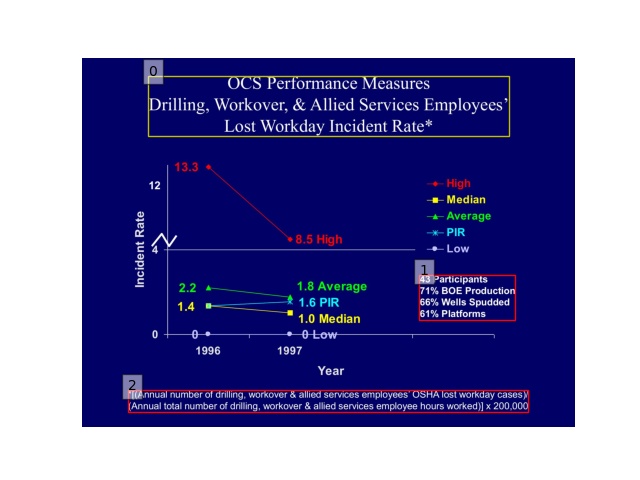 0
OCS Performance Measures
Drilling, Workover, & Allied Services Employees’
Lost Workday Incident Rate*
13.3
12
Incident Rate
4
2.2
1.4
0
0
8.5 High
1.8 Average
1.6 PIR
1.0 Median
0 Low
High
Median
Average
PIR
Low
1
43 Participants
71% BOE Production
66% Wells Spudded
61% Platforms
1996
1997
Year
2
*[(Annual number of drilling, workover & allied services employees’ OSHA lost workday cases)/
(Annual total number of drilling, workover & allied services employee hours worked)] x 200,000